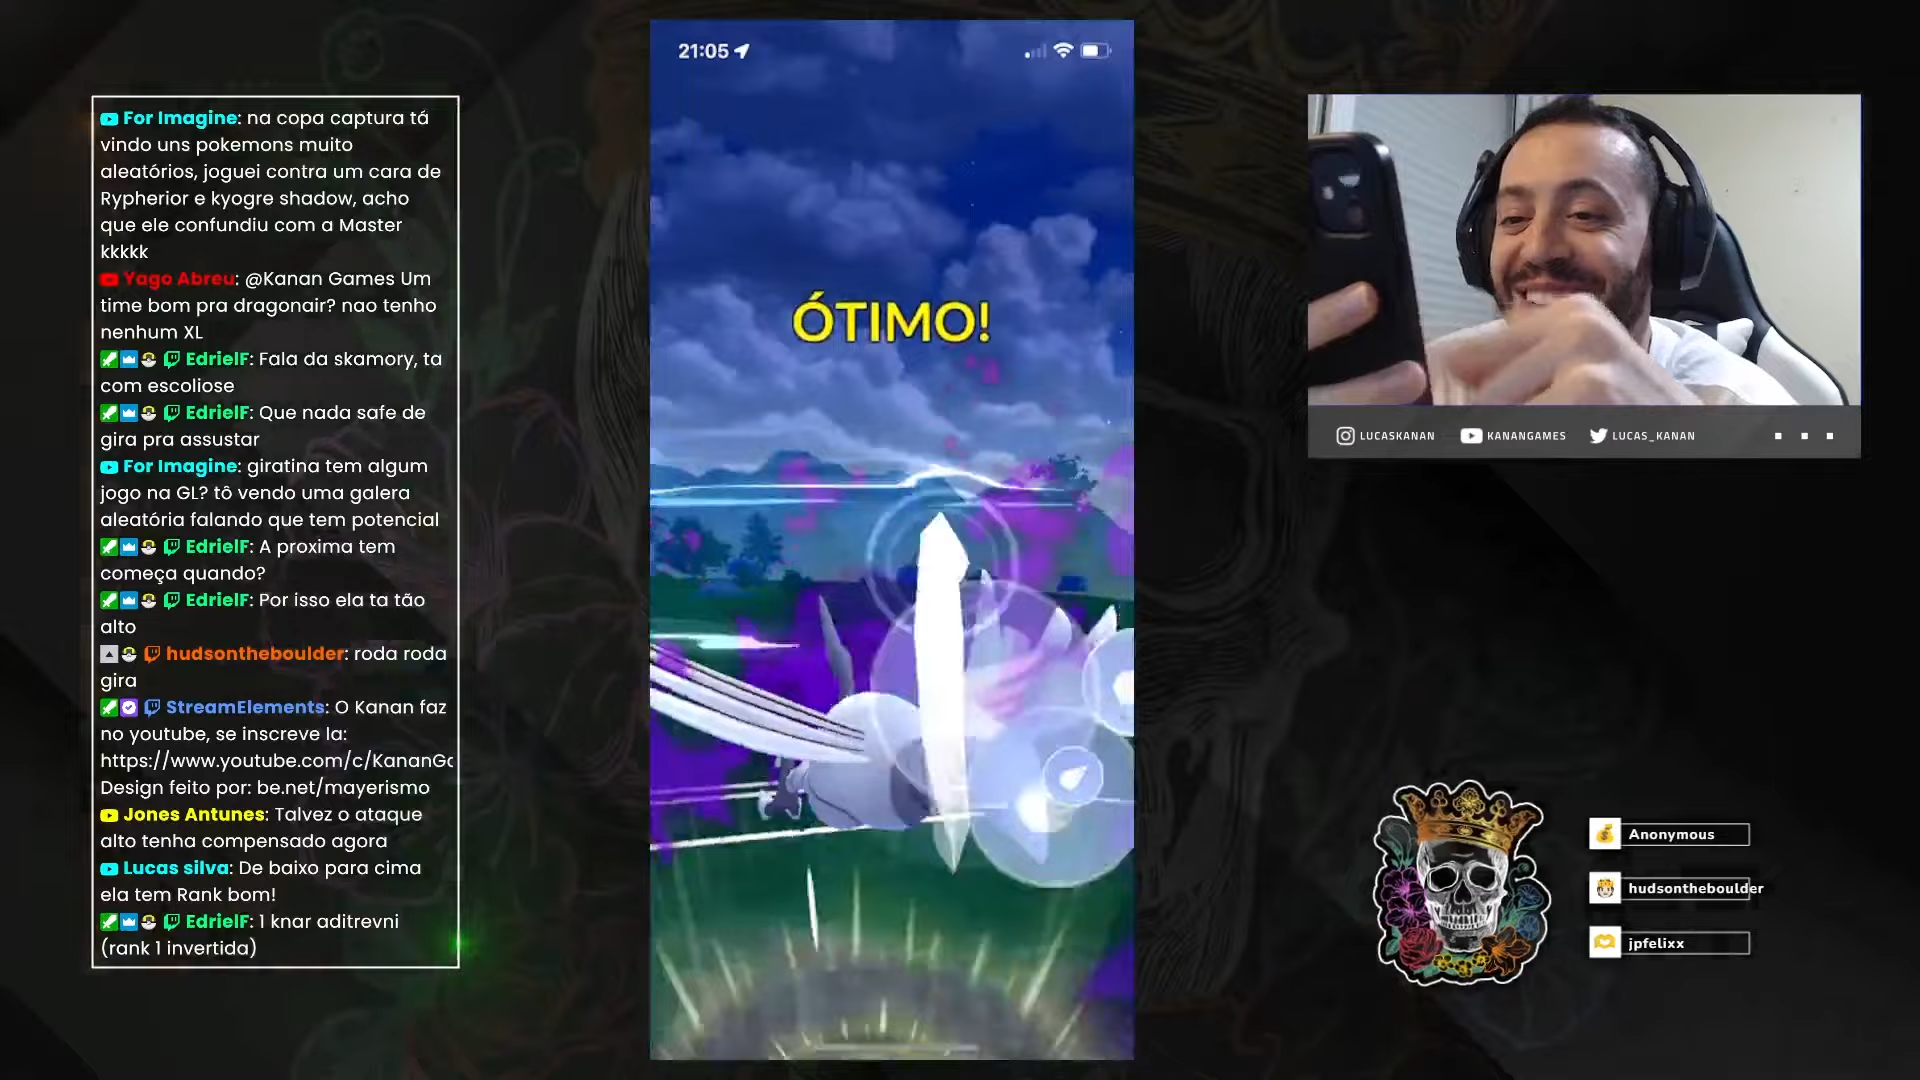 For Imagine: na copa captura tá
vindo uns pokemons muito
aleatórios, joguei contra um cara de
Rypherior e kyogre shadow, acho
que ele confundiu com a Master
kkkkk
Yago Abreu: @Kanan Games Um
time bom pra dragonair? nao tenho
nenhum XL
EdrielF: Fala da skamory, ta
com escoliose
EdrielF: Que nada safe de
gira pra assustar
For Imagine: giratina tem algum
jogo na GL? tô vendo uma galera
aleatória falando que tem potencial
EdrielF: A proxima tem
começa quando?
EdrielF: Por isso ela ta tão
alto
hudsontheboulder: roda roda
gira
StreamElements: O Kanan faz
no youtube, se inscreve la:
https://www.youtube.com/c/KananGa
Design feito por: be.net/mayerismo
Jones Antunes: Talvez o ataque
alto tenha compensado agora
Lucas silva: De baixo para cima
ela tem Rank bom!
EdrielF: 1 knar aditrevni
(rank 1 invertida)
21:05
ÓTIMO!
LUCASKANAN KANANGAMES LUCAS_KANAN
Anonymous
hudsontheboulder
jpfelixx